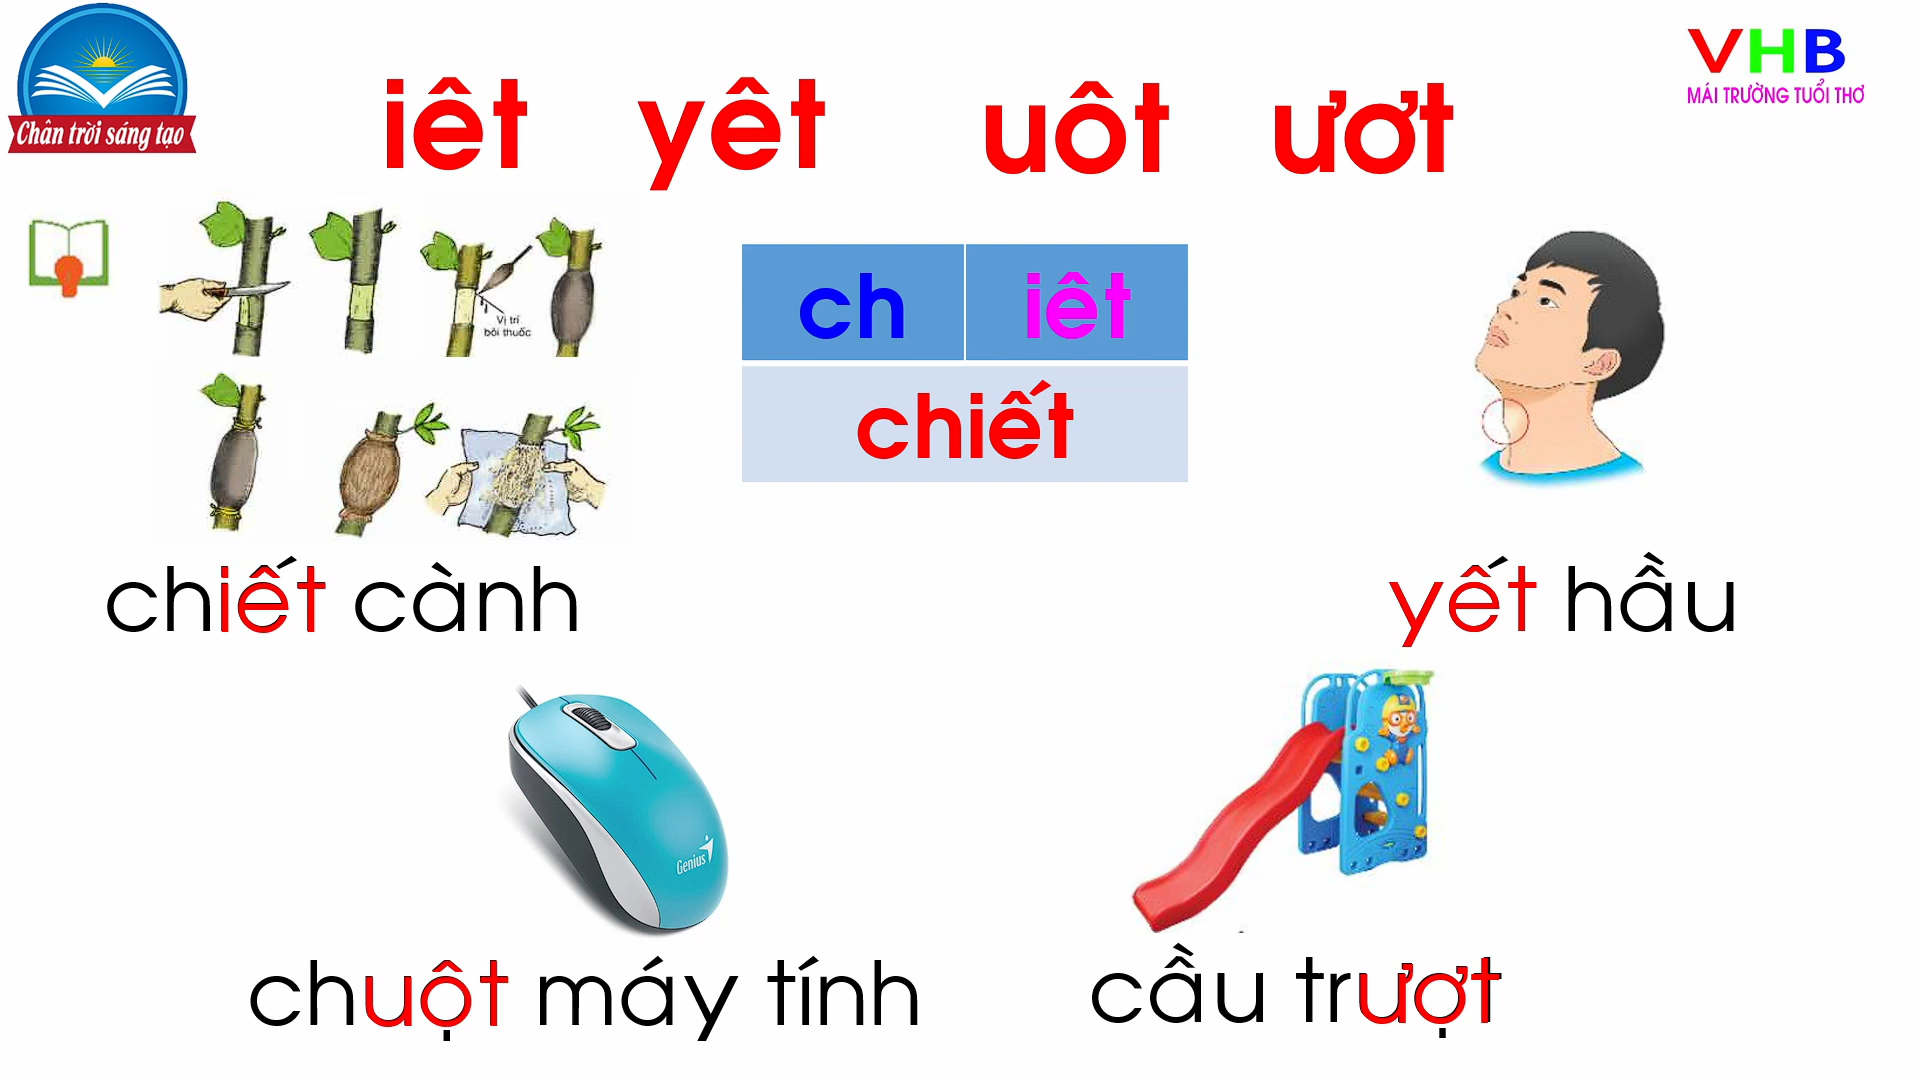 Chân trời sáng tạo
VHB
MÁI TRƯỜNG TUỔI THƠ
iêt yêt uôt ươt
Vị trí
bôi thuốc
ch iêt
chiết
chiết cành
yết hầu
Genius
chuột máy tính
cầu trượt